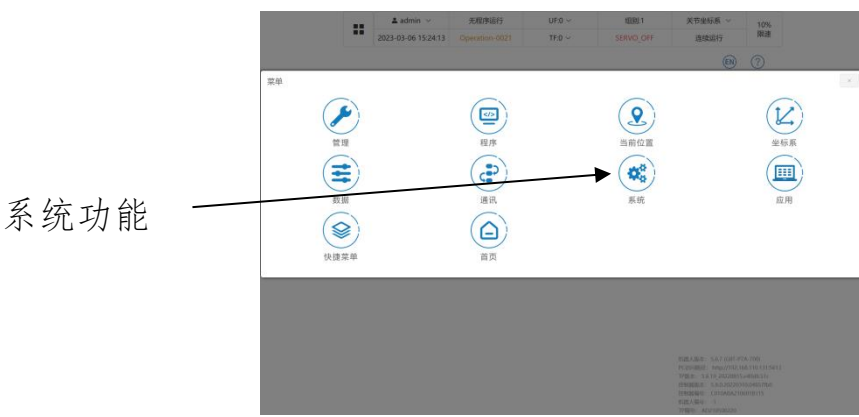 admin 无程序运行 UF:0 组别:1 关节坐标系 10%
限速
2023-03-06 15:24:13 Operation-0021 TF:0 SERVO_OFF 连续运行
EN ?
菜单
管理 程序 当前位置 坐标系
数据 通讯 系统 应用
快捷菜单 首页
系统功能